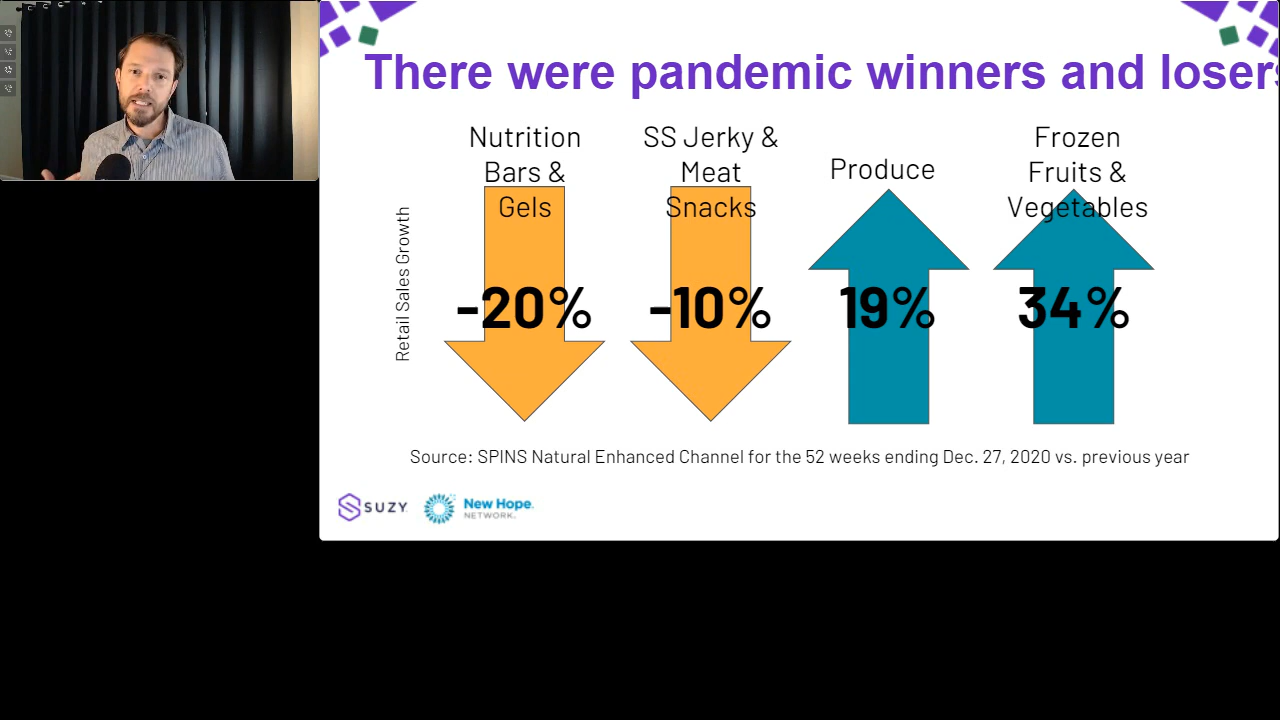 There were pandemic winners and losers
Nutrition
Bars &
Gels
SS Jerky &
Meat
Snacks
Produce
Frozen
Fruits &
Vegetables
Retail Sales Growth
-20%
-10%
19%
34%
Source: SPINS Natural Enhanced Channel for the 52 weeks ending Dec. 27, 2020 vs. previous year
SUZY
New Hope
NETWORK